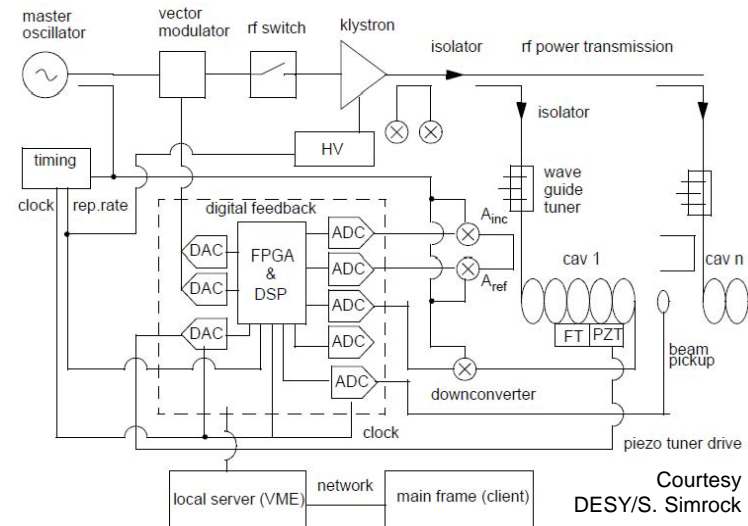 master
oscillator
vector
modulator
rf switch
klystron
isolator
rf power transmission
isolator
HV
timing
clock
rep.rate
wave
guide
tuner
digital feedback
A inc
A ref
DAC
DAC
DAC
FPGA
&
DSP
ADC
ADC
ADC
ADC
ADC
cav 1
cav n
FT
PZT
beam
pickup
downconverter
clock
piezo tuner drive
local server (VME)
network
main frame (client)
Courtesy
DESY/S. Simrock